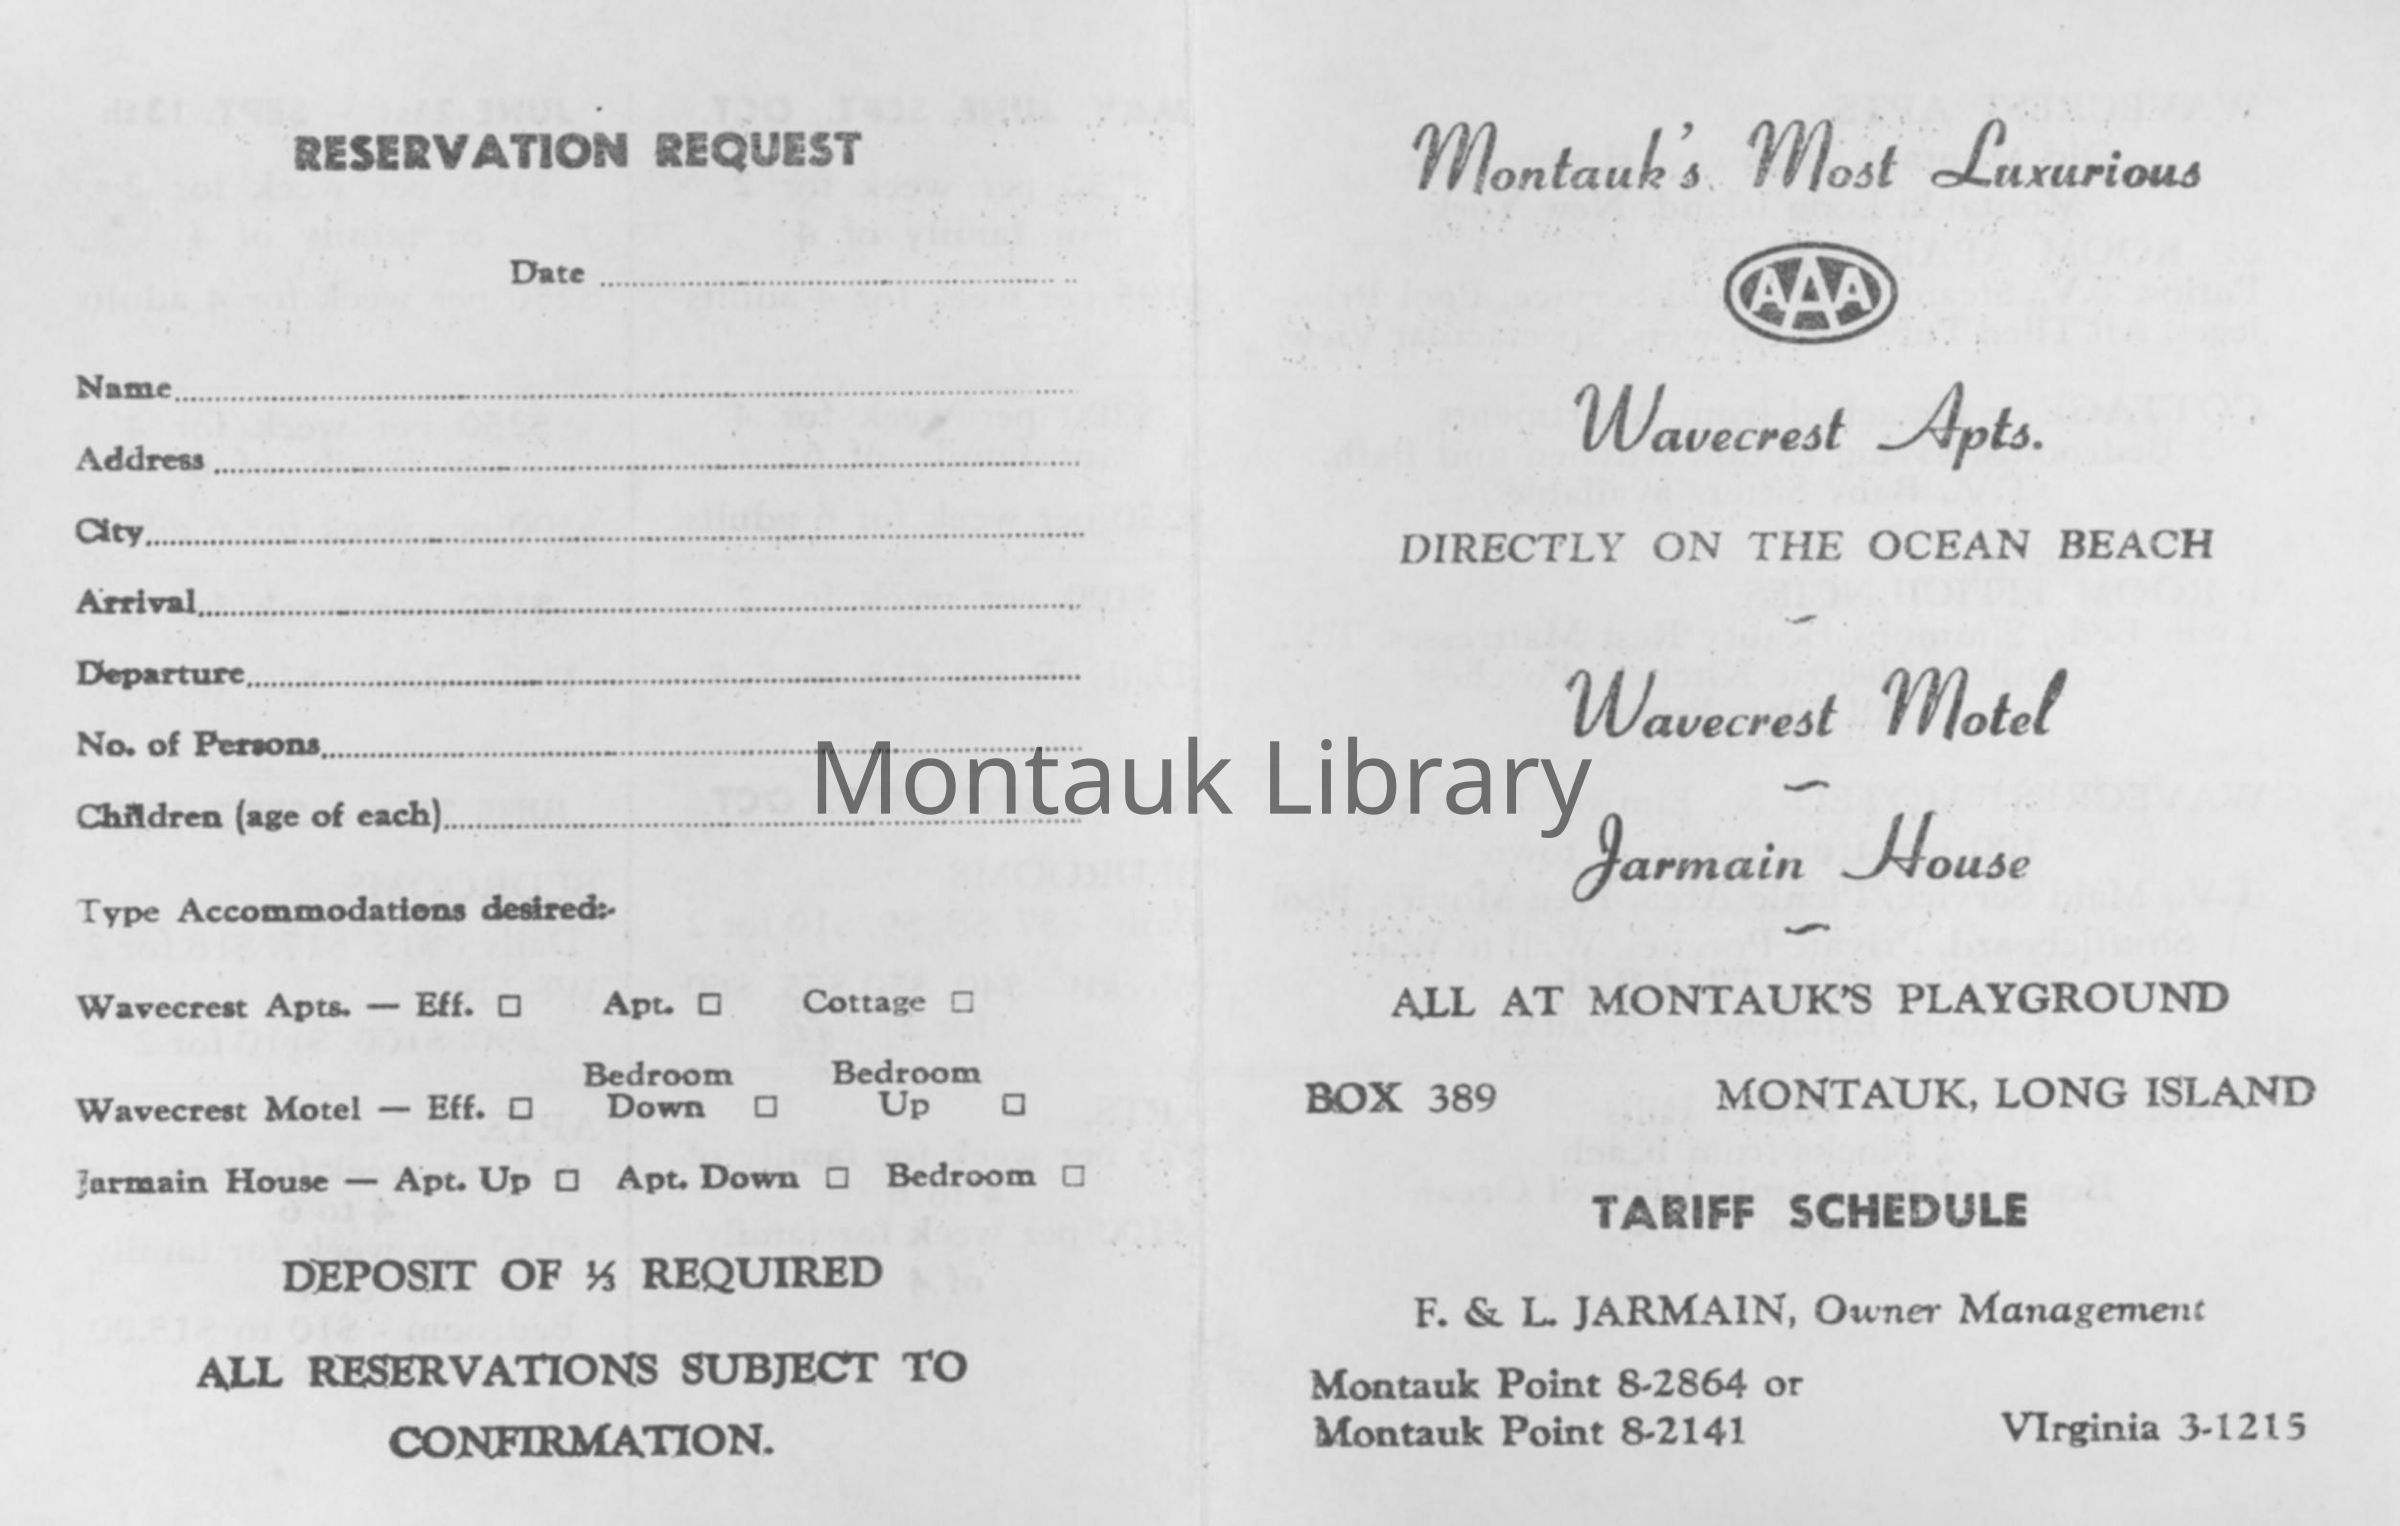 RESERVATION REQUEST
Date
Name
Address
City
Arrival
Departure
No. of Persons
Children (age of each)
Type Accommodations desired:-
Wavecrest Apts. — Eff. □ Apt. □ Cottage □
Wavecrest Motel — Eff. □ Bedroom Down □ Bedroom Up □
Jarmain House — Apt. Up □ Apt. Down □ Bedroom □
DEPOSIT OF ⅓ REQUIRED
ALL RESERVATIONS SUBJECT TO
CONFIRMATION.
Montauk's Most Luxurious
AAA
Wavecrest Apts.
DIRECTLY ON THE OCEAN BEACH
Wavecrest Motel
Jarmain House
ALL AT MONTAUK'S PLAYGROUND
BOX 389 MONTAUK, LONG ISLAND
TARIFF SCHEDULE
F. & L. JARMAIN, Owner Management
Montauk Point 8-2864 or
Montauk Point 8-2141 VIrginia 3-1215
Montauk Library